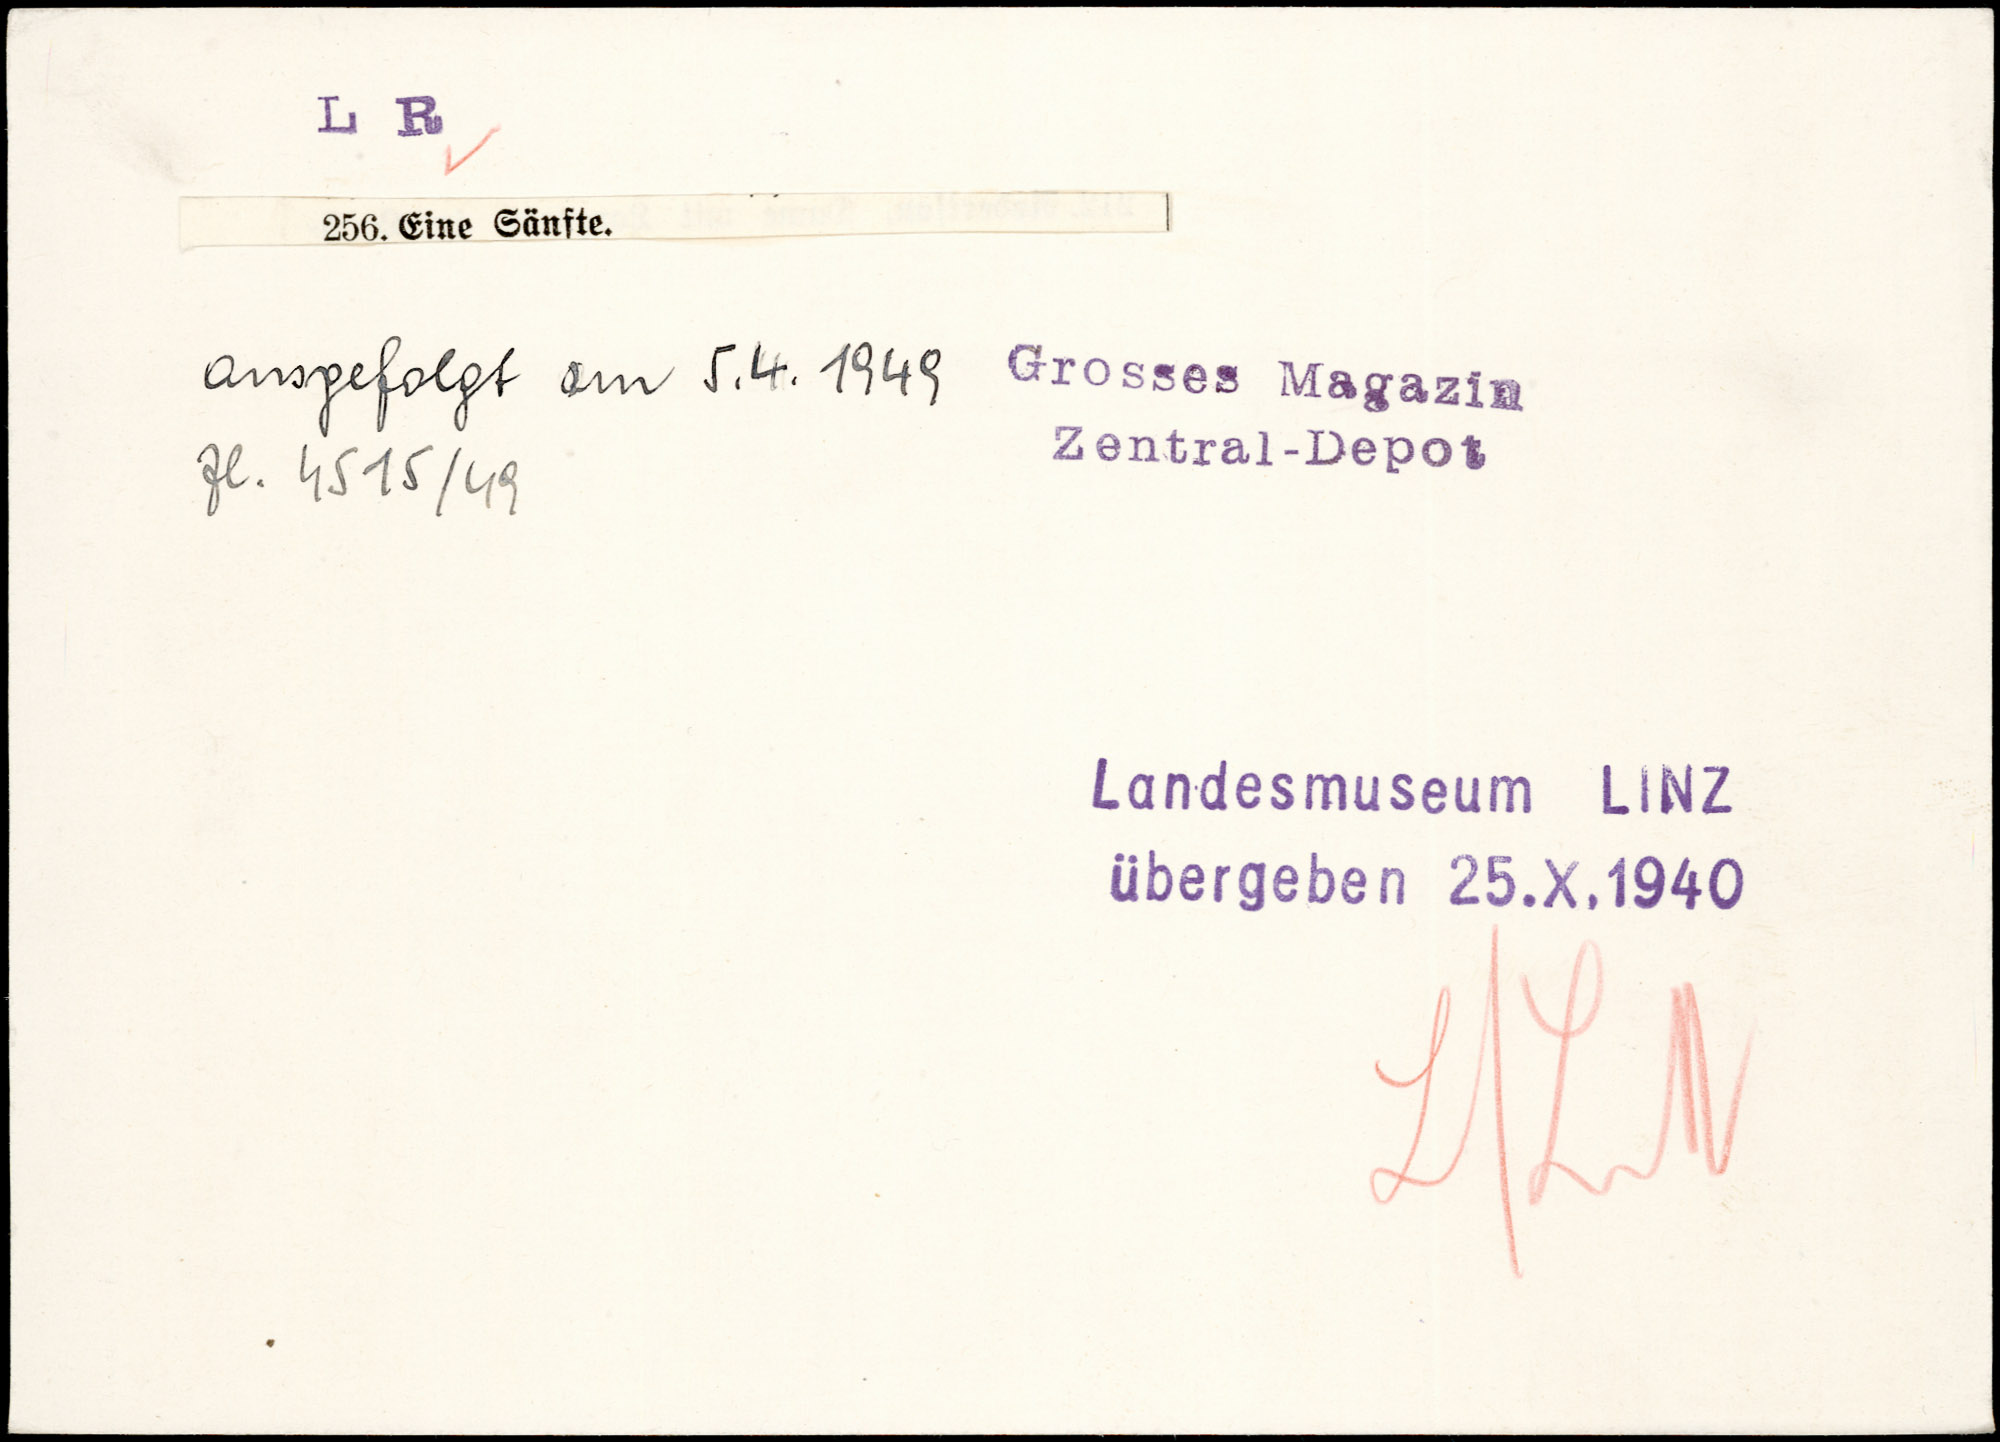 L R
256. Eine Sänfte.
ausgefolgt am 5.4. 1949
Zl. 4515/49
Grosses Magazin
Zentral-Depot
Landesmuseum LINZ
übergeben 25.X.1940